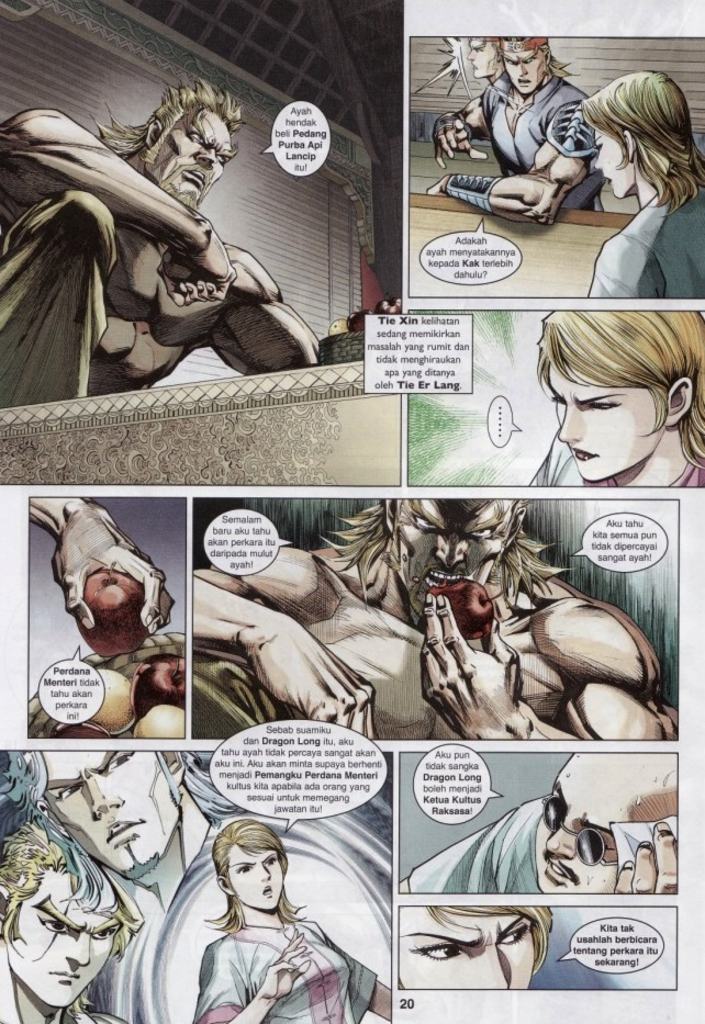 Ayah
hendak
beli Pedang
Purba Api
Lancip
itu!
Adakah
ayah menyatakannya
kepada Kak terlebih
dahulu?
Tie Xin kelihatan
sedang memikirkan
masalah yang rumit dan
tidak menghiraukan
apa yang ditanya
oleh Tie Er Lang.
......
Perdana
Menteri tidak
tahu akan
perkara
ini!
Semalam
baru aku tahu
akan perkara itu
daripada mulut
ayah!
Aku tahu
kita semua pun
tidak dipercayai
sangat ayah!
Sebab suamiku
dan Dragon Long itu, aku
tahu ayah tidak percaya sangat akan
aku ini. Aku akan minta supaya berhenti
menjadi Pemangku Perdana Menteri
kultus kita apabila ada orang yang
sesuai untuk memegang
jawatan itu!
Aku pun
tidak sangka
Dragon Long
boleh menjadi
Ketua Kultus
Raksasa!
Kita tak
usahlah berbicara
tentang perkara itu
sekarang!
20